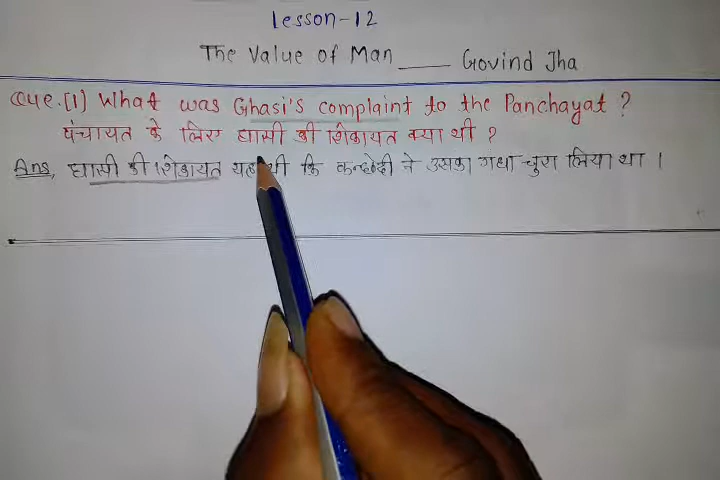 Lesson-12
The Value of Man ___ Govind Jha
Que.(1) What was Ghasi's complaint to the Panchayat ?
पंचायत के लिए घासी की शिकायत क्या थी ?
Ans, घासी की शिकायत यह थी कि कनछेदी ने उसका गधा चुरा लिया था ।